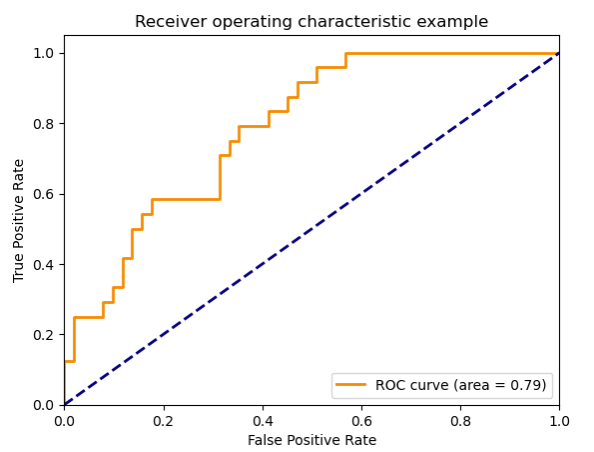 Receiver operating characteristic example
1.0
0.8
0.6
0.4
0.2
0.0
True Positive Rate
ROC curve (area = 0.79)
0.0 0.2 0.4 0.6 0.8 1.0
False Positive Rate